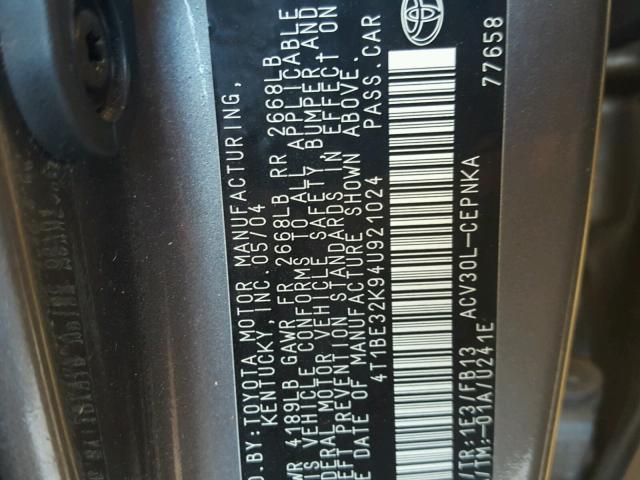 D.BY:TOYOTA MOTOR MANUFACTURING,
KENTUCKY, INC. 05/04
WR 4189LB GAWR FR 2668LB RR 2668LB
IS VEHICLE CONFORMS TO ALL APPLICABLE
DERAL MOTOR VEHICLE SAFETY, BUMPER, AND
EFT PREVENTION STANDARDS IN EFFECT ON
E DATE OF MANUFACTURE SHOWN ABOVE.
4T1BE32K94U921024 PASS.CAR
/TR:1E3/FB13 ACV30L-CEPNKA
/TM:-01A/U241E 77658